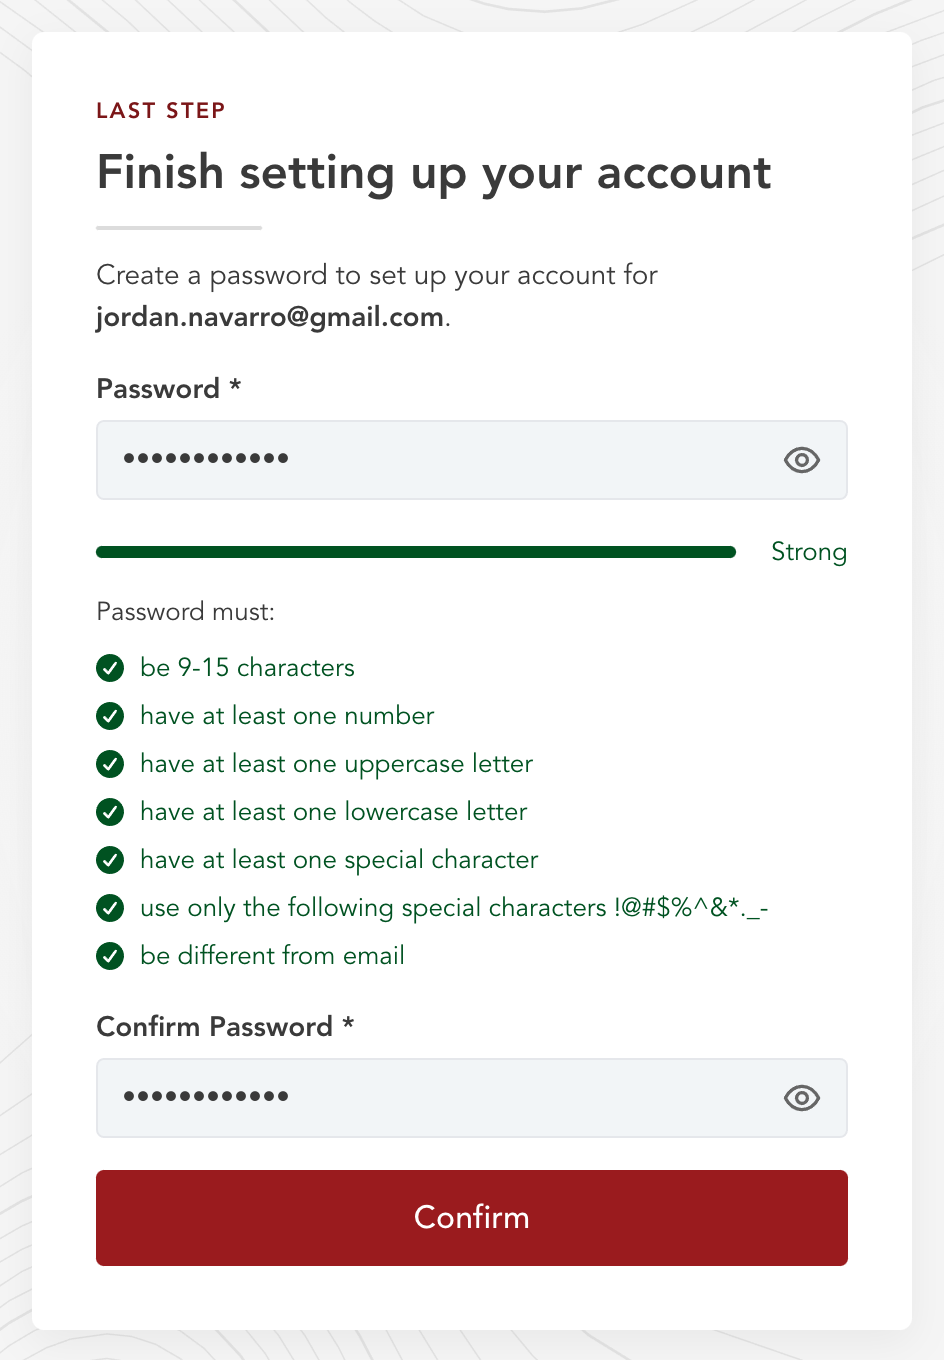 LAST STEP
Finish setting up your account
Create a password to set up your account for
jordan.navarro@gmail.com.
Password *
••••••••••••
Strong
Password must:
be 9-15 characters
have at least one number
have at least one uppercase letter
have at least one lowercase letter
have at least one special character
use only the following special characters !@#$%^&*._-
be different from email
Confirm Password *
••••••••••••
Confirm